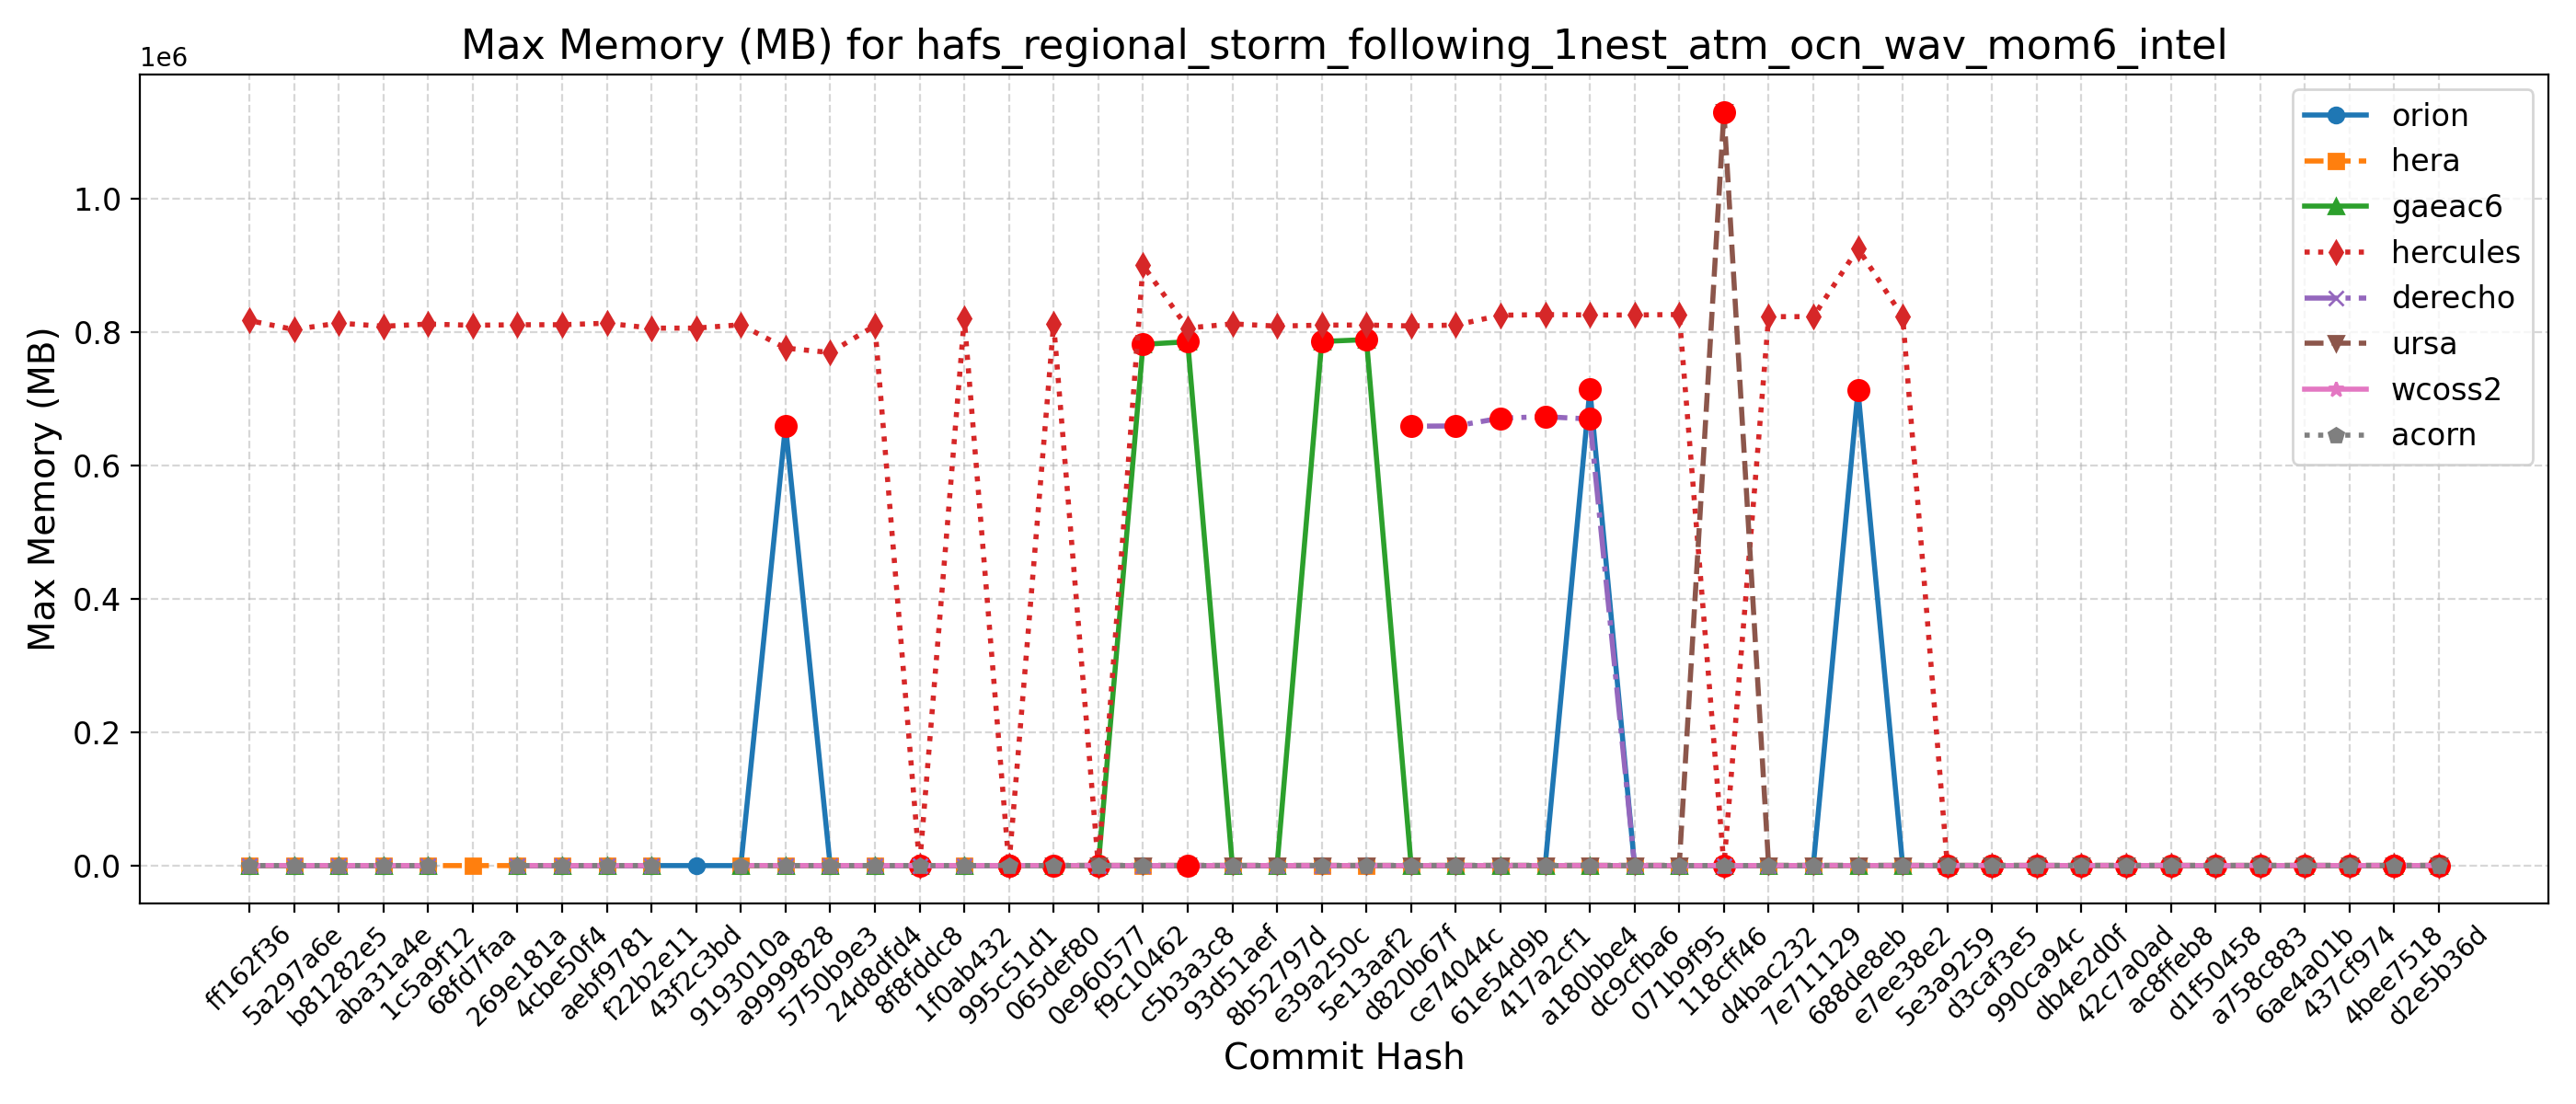 Max Memory (MB) for hafs_regional_storm_following_1nest_atm_ocn_wav_mom6_intel
1e6
1.0
0.8
0.6
0.4
0.2
0.0
Max Memory (MB)
orion
hera
gaeac6
hercules
derecho
ursa
wcoss2
acorn
ff162f36
5a297a6e
b81282e5
aba31a4e
1c5a9f12
68fd7faa
269e181a
4cbe50f4
aebf9781
f22b2e11
43f2c3bd
9193010a
a9999828
5750b9e3
24d8dfd4
8f8fddc8
1f0ab432
995c51d1
065def80
0e960577
f9c10462
c5b3a3c8
93d51aef
8b52797d
e39a250c
5e13aaf2
d820b67f
ce74044c
61e54d9b
417a2cf1
a180bbe4
dc9cfba6
071b9f95
118cff46
d4bac232
7e711129
688de8eb
e7ee38e2
5e3a9259
d3caf3e5
990ca94c
db4e2d0f
42c7a0ad
ac8ffeb8
d1f50458
a758c883
6ae4a01b
437cf974
4bee7518
d2e5b36d
Commit Hash